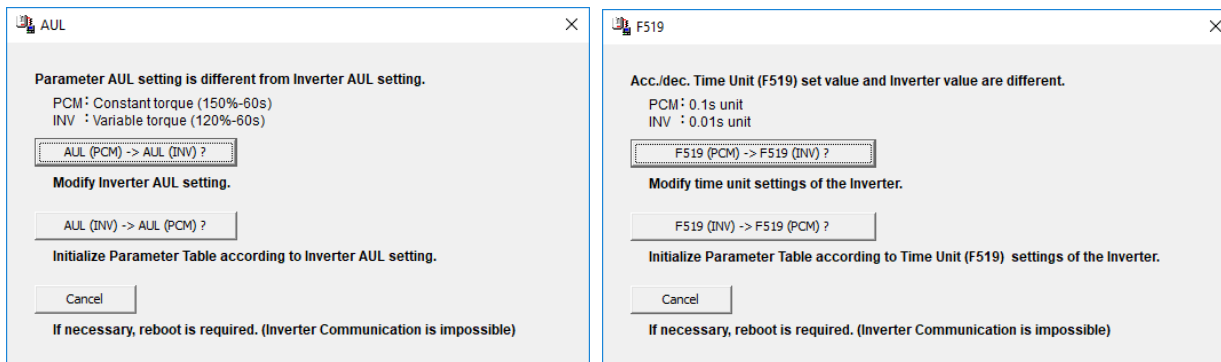 AUL
Parameter AUL setting is different from Inverter AUL setting.
PCM : Constant torque (150%-60s)
INV : Variable torque (120%-60s)
AUL (PCM) -> AUL (INV) ?
Modify Inverter AUL setting.
AUL (INV) -> AUL (PCM) ?
Initialize Parameter Table according to Inverter AUL setting.
Cancel
If necessary, reboot is required. (Inverter Communication is impossible)
F519
Acc./dec. Time Unit (F519) set value and Inverter value are different.
PCM : 0.1s unit
INV : 0.01s unit
F519 (PCM) -> F519 (INV) ?
Modify time unit settings of the Inverter.
F519 (INV) -> F519 (PCM) ?
Initialize Parameter Table according to Time Unit (F519) settings of the Inverter.
Cancel
If necessary, reboot is required. (Inverter Communication is impossible)